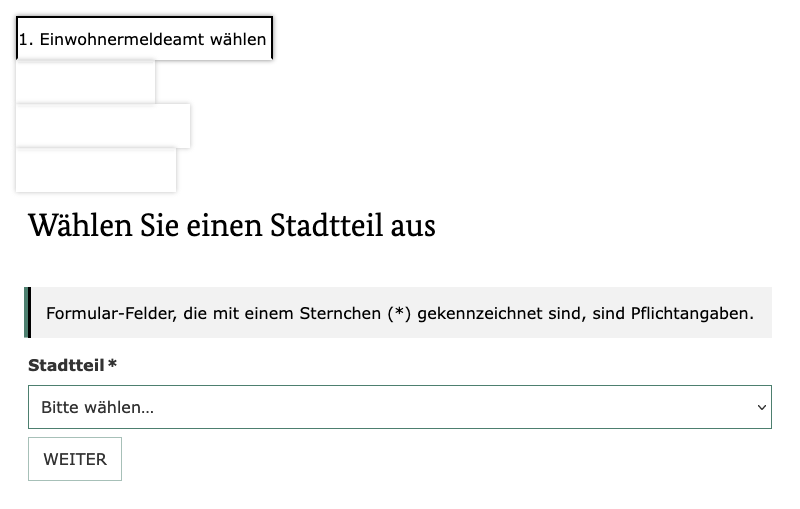 1. Einwohnermeldeamt wählen
Wählen Sie einen Stadtteil aus
Formular-Felder, die mit einem Sternchen (*) gekennzeichnet sind, sind Pflichtangaben.
Stadtteil*
Bitte wählen...
WEITER